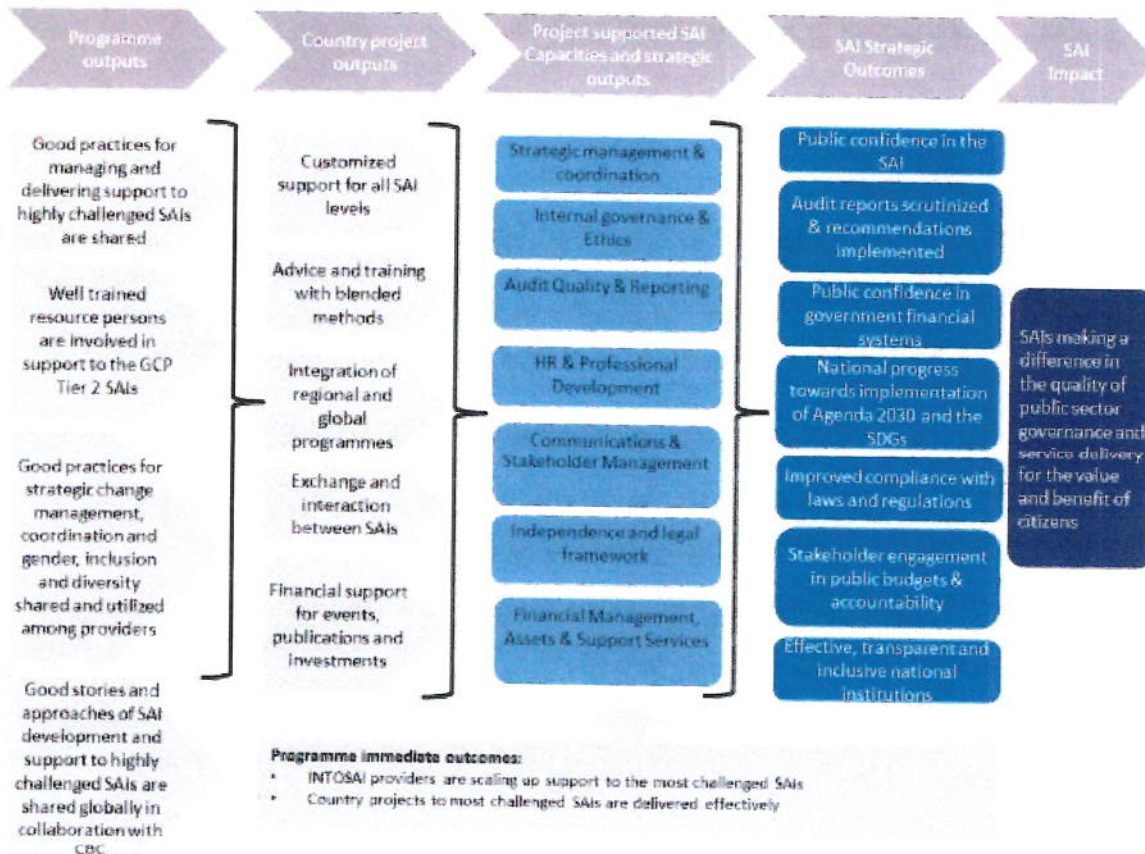 Programme
outputs
Country project
outputs
Project supported SAI
Capacities and strategic
outputs
SAI Strategic
Outcomes
SAI
Impact
Good practices for
managing and
delivering support to
highly challenged SAIs
are shared
Well trained
resource persons
are involved in
support to the GCP
Tier 2 SAIs
Good practices for
strategic change
management,
coordination and
gender, inclusion
and diversity
shared and utilized
among providers
Good stories and
approaches of SAI
development and
support to highly
challenged SAIs are
shared globally in
collaboration with
CBC
Customized
support for all SAI
levels
Advice and training
with blended
methods
Integration of
regional and
global
programmes
Exchange and
interaction
between SAIs
Financial support
for events,
publications and
investments
Strategic management &
coordination
Internal governance &
Ethics
Audit Quality & Reporting
HR & Professional
Development
Communications &
Stakeholder Management
Independence and legal
framework
Financial Management,
Assets & Support Services
Public confidence in the
SAI
Audit reports scrutinized
& recommendations
implemented
Public confidence in
government financial
systems
National progress
towards implementation
of Agenda 2030 and the
SDGs
Improved compliance with
laws and regulations
Stakeholder engagement
in public budgets &
accountability
Effective, transparent and
inclusive national
institutions
SAIs making a
difference in
the quality of
public sector
governance and
service delivery
for the value
and benefit of
citizens
Programme immediate outcomes:
• INTOSAI providers are scaling up support to the most challenged SAIs
• Country projects to most challenged SAIs are delivered effectively